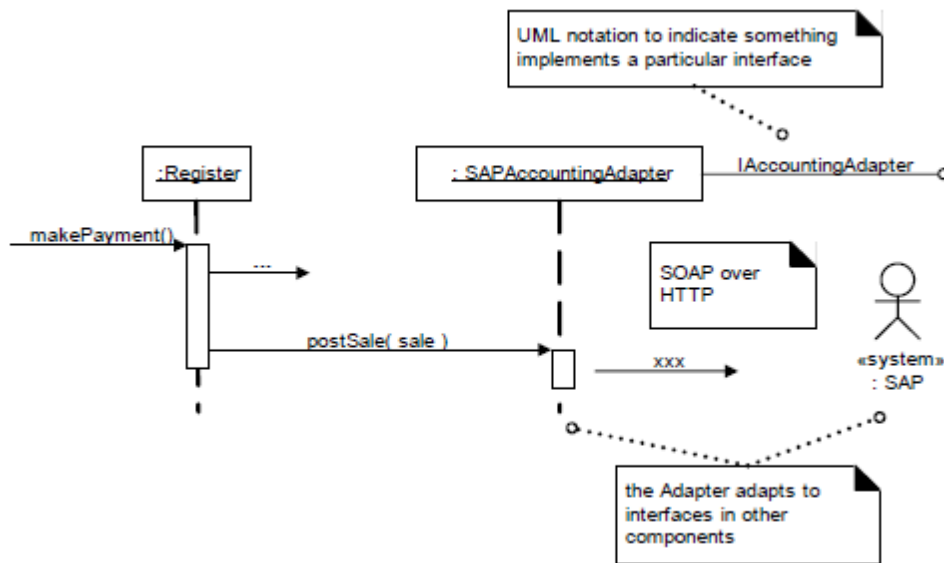 UML notation to indicate something
implements a particular interface
:Register
: SAPAccountingAdapter
IAccountingAdapter
makePayment()
...
SOAP over
HTTP
postSale( sale )
xxx
«system»
: SAP
the Adapter adapts to
interfaces in other
components